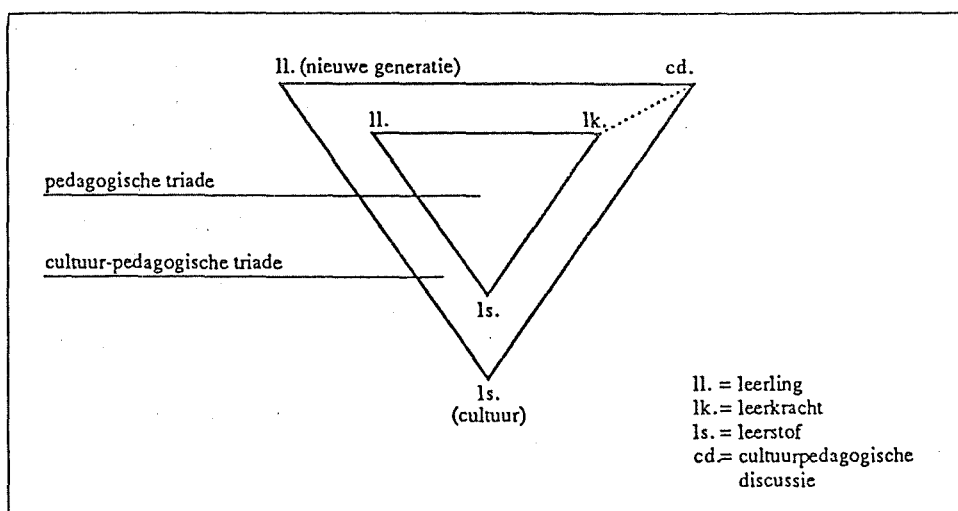 ll. (nieuwe generatie) cd.
ll. lk.
pedagogische triade
cultuur-pedagogische triade
ls.
ls.
(cultuur)
ll. = leerling
lk.= leerkracht
ls. = leerstof
cd.= cultuurpedagogische
discussie